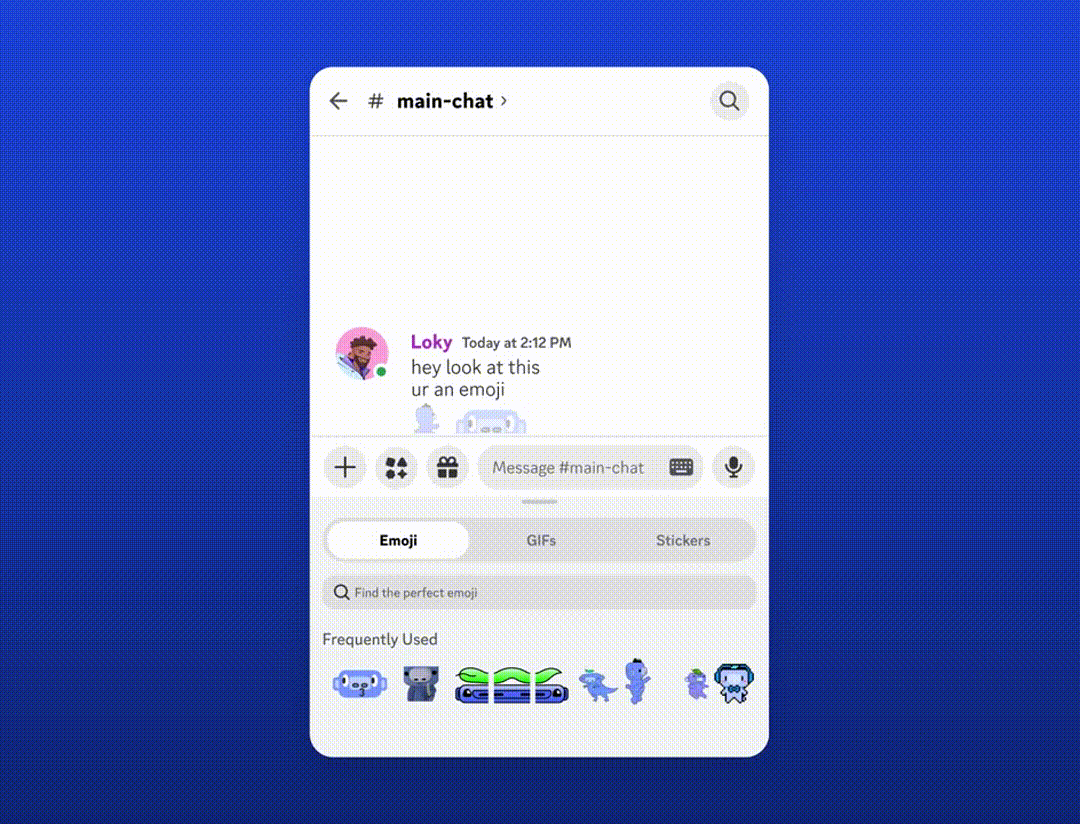 # main-chat
Loky Today at 2:12 PM
hey look at this
ur an emoji
Message #main-chat
Emoji GIFs Stickers
Find the perfect emoji
Frequently Used